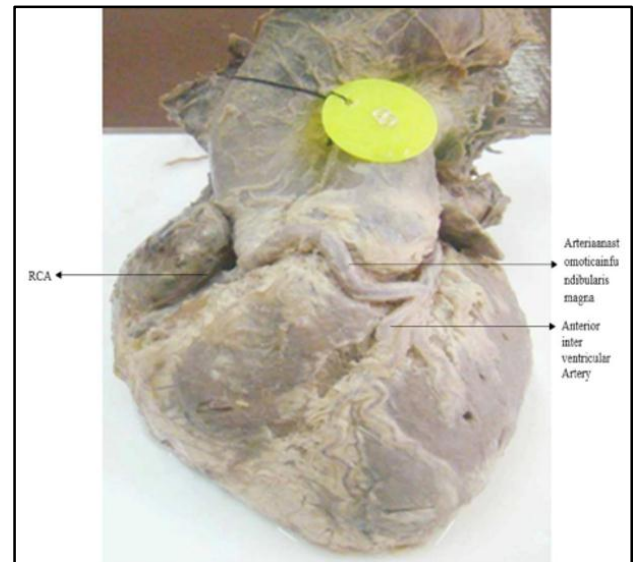 RCA
Arteriaanast
omoticainfu
ndibularis
magna
Anterior
inter
ventricular
Artery